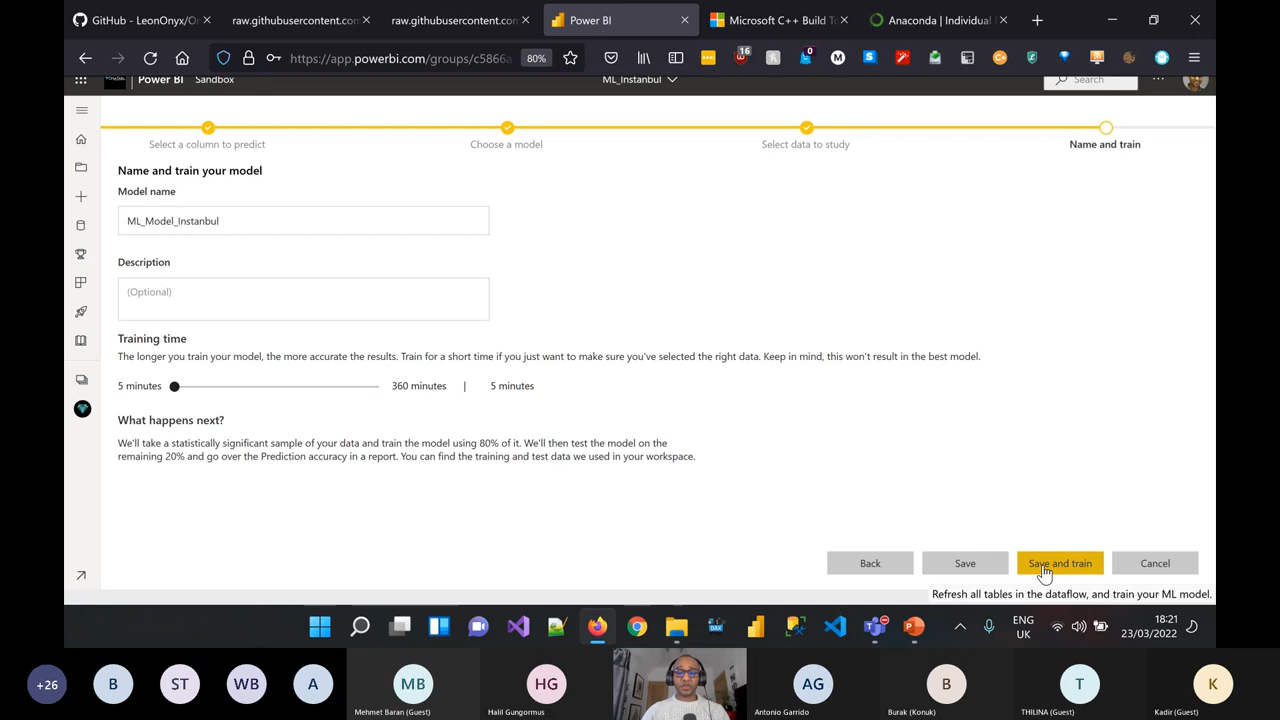 GitHub - LeonOnyx/Or
raw.githubusercontent.com
raw.githubusercontent.com
Power BI
Microsoft C++ Build To
Anaconda | Individual
https://app.powerbi.com/groups/c5866a
80%
16
0
Power BI
Sandbox
ML_Instanbul
Search
Select a column to predict
Choose a model
Select data to study
Name and train
Name and train your model
Model name
ML_Model_Instanbul
Description
(Optional)
Training time
The longer you train your model, the more accurate the results. Train for a short time if you just want to make sure you've selected the right data. Keep in mind, this won't result in the best model.
5 minutes
360 minutes
|
5 minutes
What happens next?
We'll take a statistically significant sample of your data and train the model using 80% of it. We'll then test the model on the
remaining 20% and go over the Prediction accuracy in a report. You can find the training and test data we used in your workspace.
Back
Save
Save and train
Cancel
Refresh all tables in the dataflow, and train your ML model.
DAX
ENG
UK
18:21
23/03/2022
+26
B
ST
WB
A
MB
Mehmet Baran (Guest)
HG
Halil Gungormus
AG
Antonio Garrido
B
Burak (Konuk)
T
THILINA (Guest)
K
Kadir (Guest)